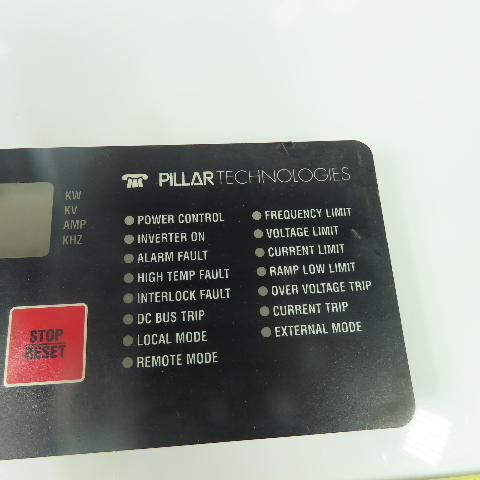 PILLAR TECHNOLOGIES
KW
KV
AMP
KHZ
POWER CONTROL
INVERTER ON
ALARM FAULT
HIGH TEMP FAULT
INTERLOCK FAULT
DC BUS TRIP
LOCAL MODE
REMOTE MODE
FREQUENCY LIMIT
VOLTAGE LIMIT
CURRENT LIMIT
RAMP LOW LIMIT
OVER VOLTAGE TRIP
CURRENT TRIP
EXTERNAL MODE
STOP
RESET